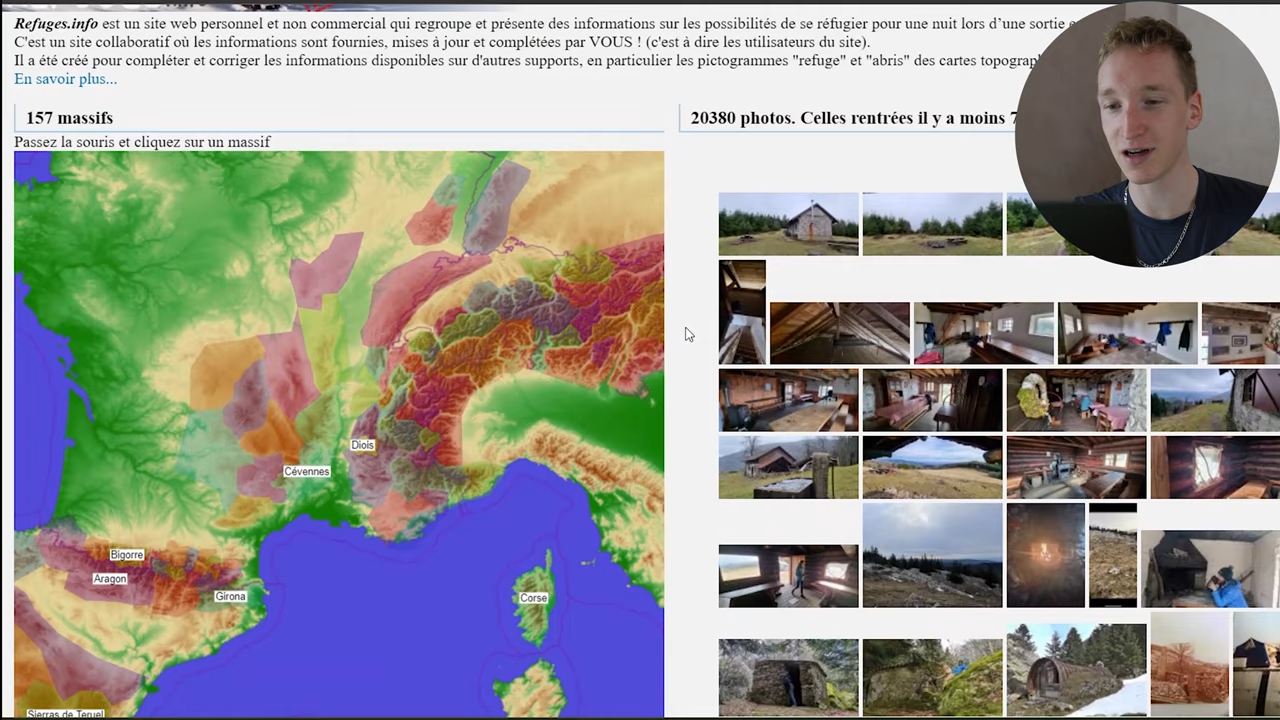 Refuges.info est un site web personnel et non commercial qui regroupe et présente des informations sur les possibilités de se réfugier pour une nuit lors d’une sortie
C'est un site collaboratif où les informations sont fournies, mises à jour et complétées par VOUS ! (c'est à dire les utilisateurs du site).
Il a été créé pour compléter et corriger les informations disponibles sur d'autres supports, en particulier les pictogrammes "refuge" et "abris" des cartes
En savoir plus...
157 massifs
20380 photos. Celles rentrées il y a moins 7
Passez la souris et cliquez sur un massif
Diois
Cévennes
Bigorre
Aragon
Girona
Corse
Sierras de Teruel